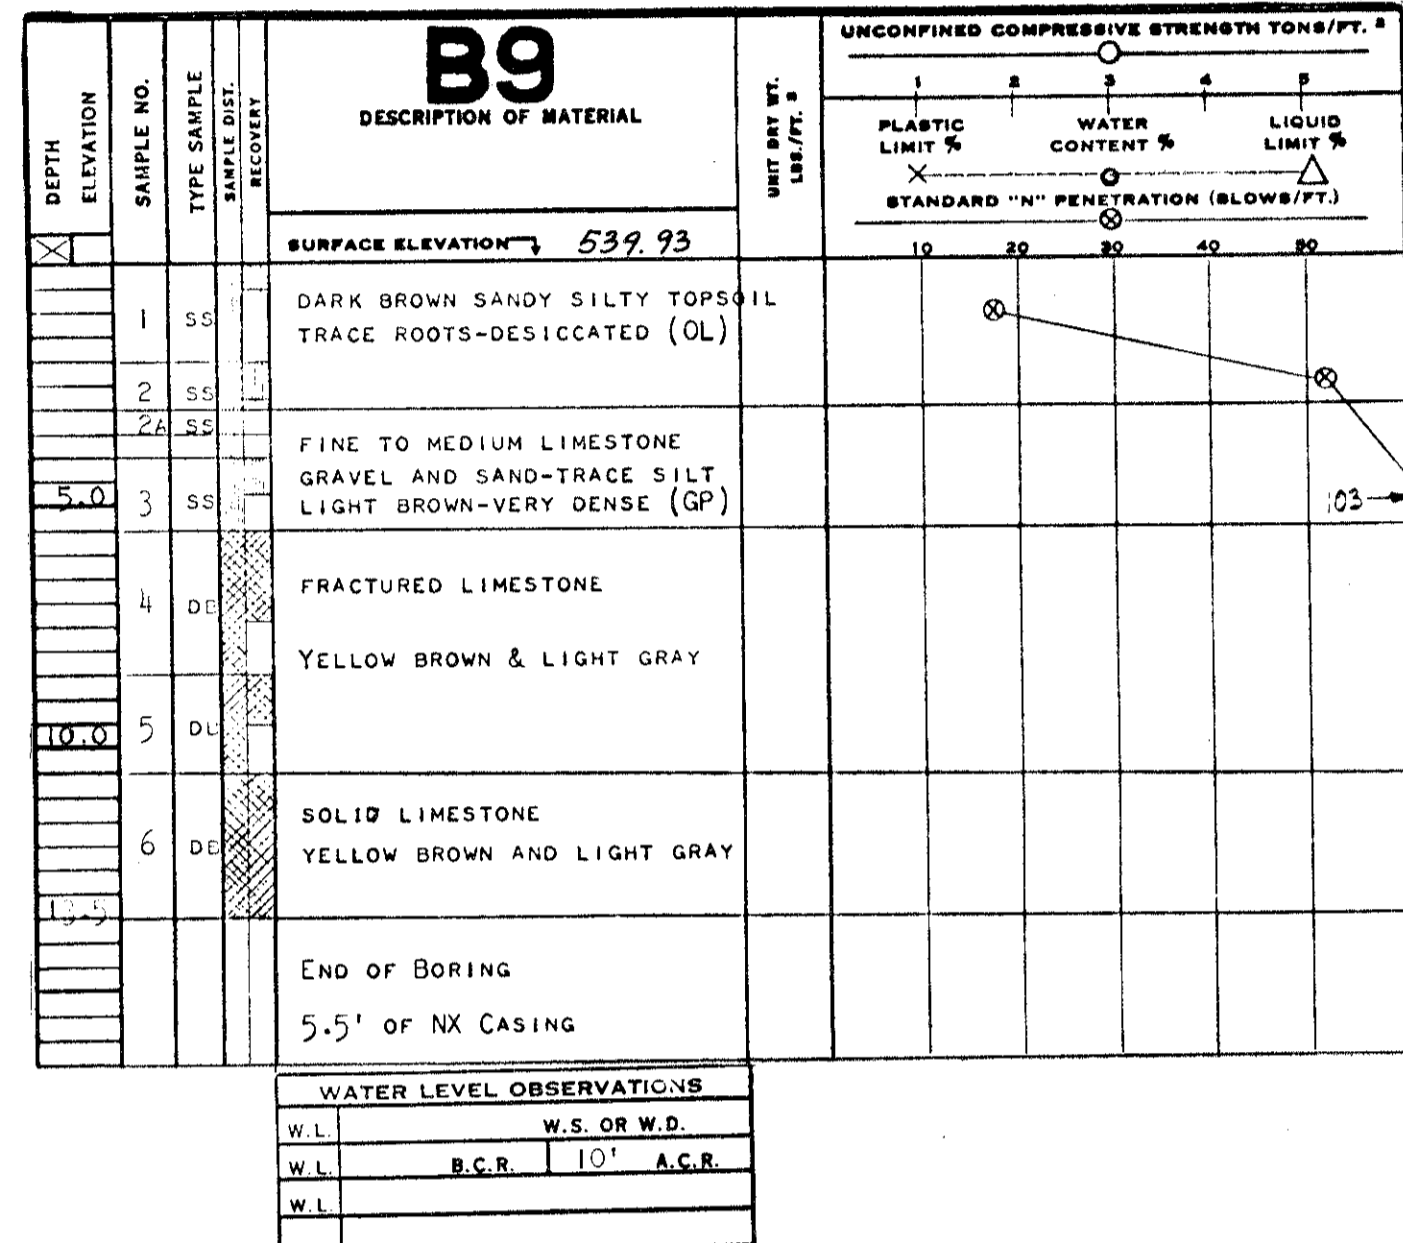 B9
DESCRIPTION OF MATERIAL
DEPTH
ELEVATION
SAMPLE NO.
TYPE SAMPLE
SAMPLE DIST.
RECOVERY
UNIT DRY WT.
LBS./FT. 3
UNCONFINED COMPRESSIVE STRENGTH TONS/FT. 2
1 2 3 4 5
PLASTIC LIMIT %
WATER CONTENT %
LIQUID LIMIT %
STANDARD "N" PENETRATION (BLOWS/FT.)
10 20 30 40 50
SURFACE ELEVATION 539.93
1 SS
DARK BROWN SANDY SILTY TOPSOIL
TRACE ROOTS-DESICCATED (OL)
2 SS
2A SS
FINE TO MEDIUM LIMESTONE
GRAVEL AND SAND-TRACE SILT
5.0 3 SS LIGHT BROWN-VERY DENSE (GP) 103
FRACTURED LIMESTONE
4 DB
YELLOW BROWN & LIGHT GRAY
10.0 5
SOLID LIMESTONE
6 DB YELLOW BROWN AND LIGHT GRAY
13.5
END OF BORING
5.5' OF NX CASING
WATER LEVEL OBSERVATIONS
W.L. W.S. OR W.D.
W.L. B.C.R. 10' A.C.R.
W.L.